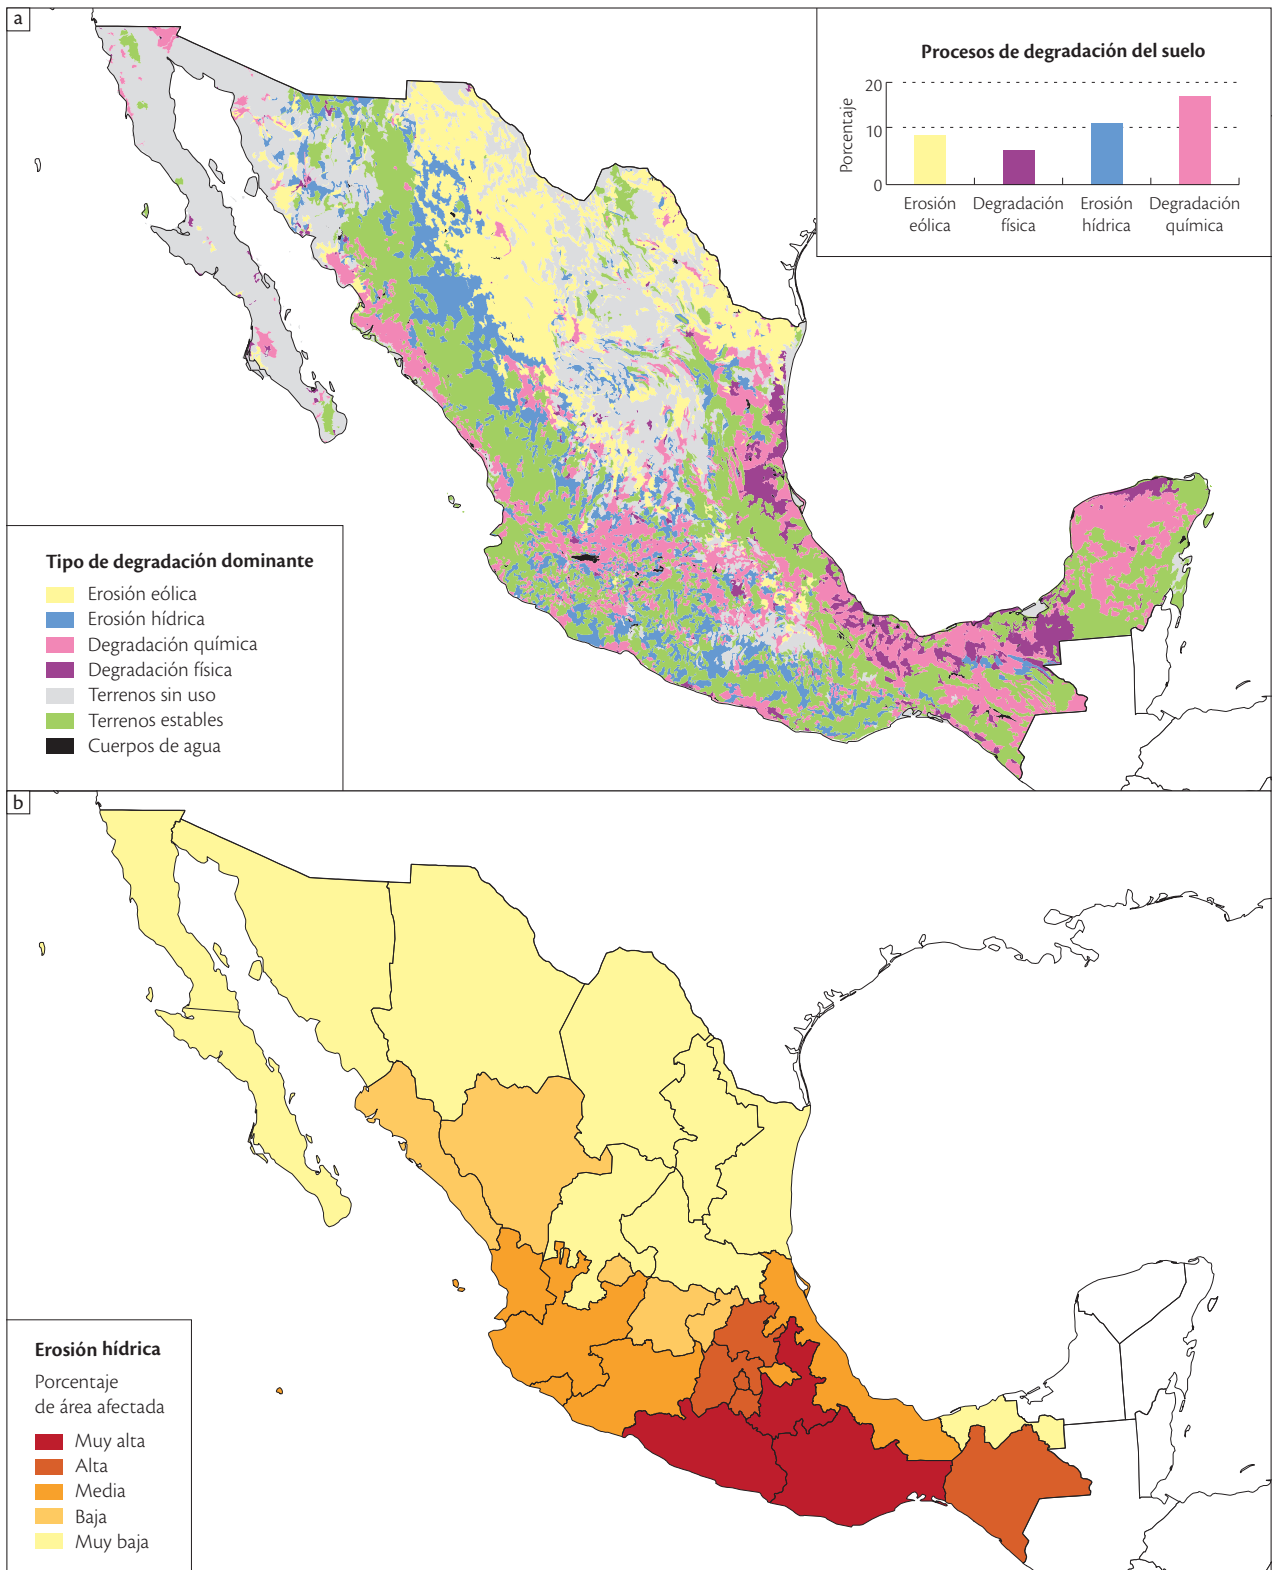 a
Procesos de degradación del suelo
Porcentaje
20
10
0
Erosión
eólica
Degradación
física
Erosión
hídrica
Degradación
química
Tipo de degradación dominante
Erosión eólica
Erosión hídrica
Degradación química
Degradación física
Terrenos sin uso
Terrenos estables
Cuerpos de agua
b
Erosión hídrica
Porcentaje
de área afectada
Muy alta
Alta
Media
Baja
Muy baja